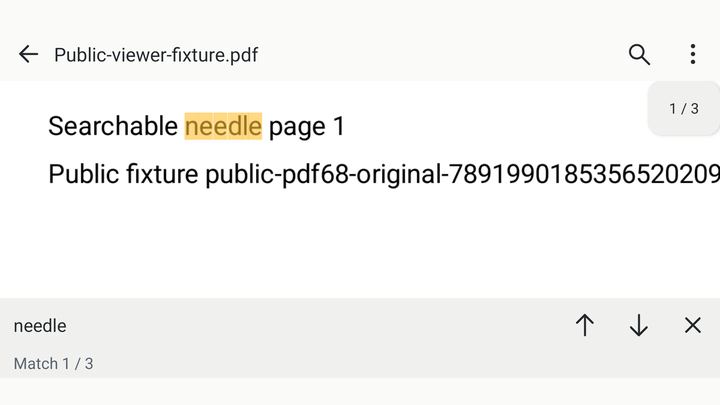 Public-viewer-fixture.pdf
1 / 3
Searchable needle page 1
Public fixture public-pdf68-original-7891990185356520209
needle
Match 1 / 3